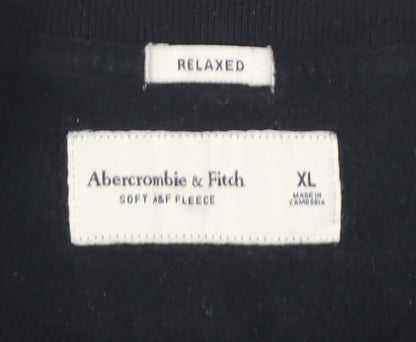 RELAXED
Abercrombie & Fitch XL
SOFT A&F FLEECE
MADE IN
CAMBODIA